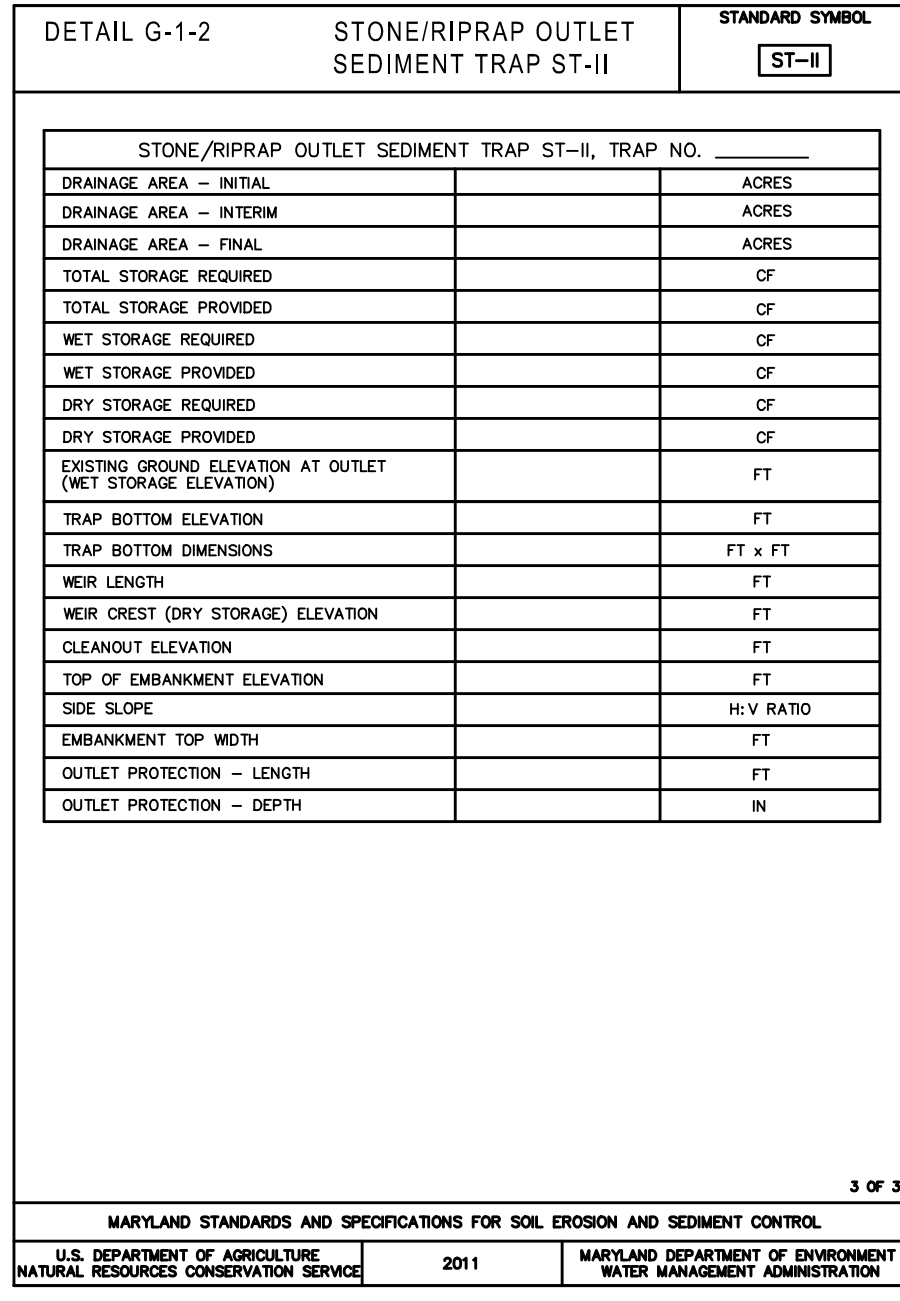 DETAIL G-1-2
STONE/RIPRAP OUTLET
SEDIMENT TRAP ST-II
STANDARD SYMBOL
ST-II
STONE/RIPRAP OUTLET SEDIMENT TRAP ST-II, TRAP NO. ________
DRAINAGE AREA – INITIAL ACRES
DRAINAGE AREA – INTERIM ACRES
DRAINAGE AREA – FINAL ACRES
TOTAL STORAGE REQUIRED CF
TOTAL STORAGE PROVIDED CF
WET STORAGE REQUIRED CF
WET STORAGE PROVIDED CF
DRY STORAGE REQUIRED CF
DRY STORAGE PROVIDED CF
EXISTING GROUND ELEVATION AT OUTLET
(WET STORAGE ELEVATION) FT
TRAP BOTTOM ELEVATION FT
TRAP BOTTOM DIMENSIONS FT x FT
WEIR LENGTH FT
WEIR CREST (DRY STORAGE) ELEVATION FT
CLEANOUT ELEVATION FT
TOP OF EMBANKMENT ELEVATION FT
SIDE SLOPE H:V RATIO
EMBANKMENT TOP WIDTH FT
OUTLET PROTECTION – LENGTH FT
OUTLET PROTECTION – DEPTH IN
3 OF 3
MARYLAND STANDARDS AND SPECIFICATIONS FOR SOIL EROSION AND SEDIMENT CONTROL
U.S. DEPARTMENT OF AGRICULTURE
NATURAL RESOURCES CONSERVATION SERVICE
2011
MARYLAND DEPARTMENT OF ENVIRONMENT
WATER MANAGEMENT ADMINISTRATION